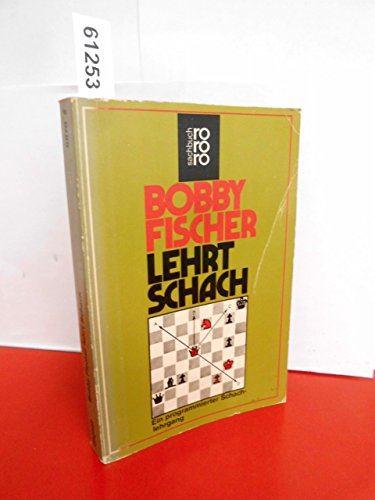 61253
sachbuch
ro
ro
ro
BOBBY
FISCHER
LEHRT
SCHACH
Ein programmierter Schach-
lehrgang